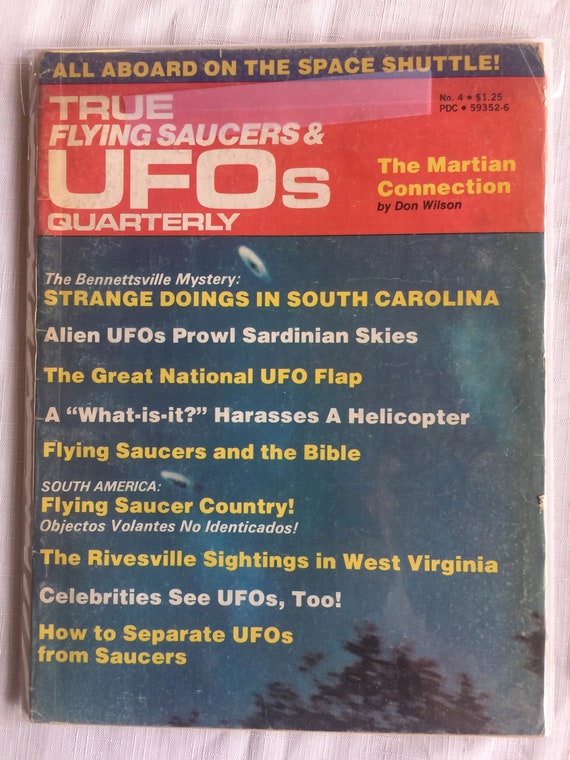 ALL ABOARD ON THE SPACE SHUTTLE!
TRUE
FLYING SAUCERS &
UFOs
QUARTERLY
No. 4 • $1.25
PDC • 59352-6
The Martian
Connection
by Don Wilson
The Bennettsville Mystery:
STRANGE DOINGS IN SOUTH CAROLINA
Alien UFOs Prowl Sardinian Skies
The Great National UFO Flap
A “What-is-it?” Harasses A Helicopter
Flying Saucers and the Bible
SOUTH AMERICA:
Flying Saucer Country!
Objectos Volantes No Identicados!
The Rivesville Sightings in West Virginia
Celebrities See UFOs, Too!
How to Separate UFOs
from Saucers